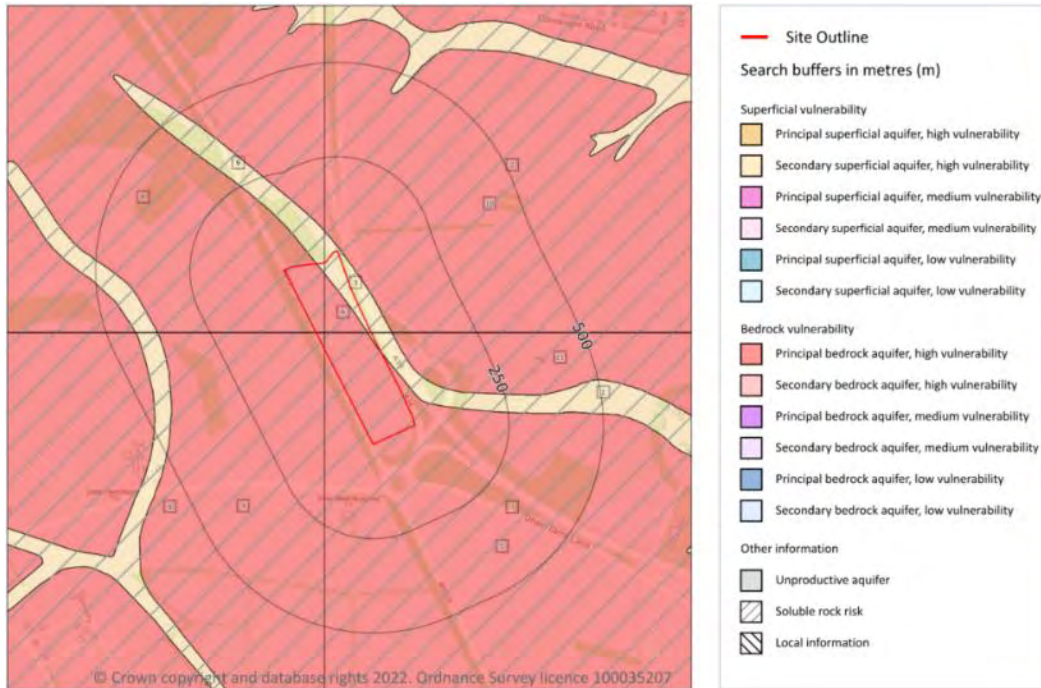 500
250
© Crown copyright and database rights 2022. Ordnance Survey licence 100035207
Site Outline
Search buffers in metres (m)
Superficial vulnerability
Principal superficial aquifer, high vulnerability
Secondary superficial aquifer, high vulnerability
Principal superficial aquifer, medium vulnerability
Secondary superficial aquifer, medium vulnerability
Principal superficial aquifer, low vulnerability
Secondary superficial aquifer, low vulnerability
Bedrock vulnerability
Principal bedrock aquifer, high vulnerability
Secondary bedrock aquifer, high vulnerability
Principal bedrock aquifer, medium vulnerability
Secondary bedrock aquifer, medium vulnerability
Principal bedrock aquifer, low vulnerability
Secondary bedrock aquifer, low vulnerability
Other information
Unproductive aquifer
Soluble rock risk
Local information